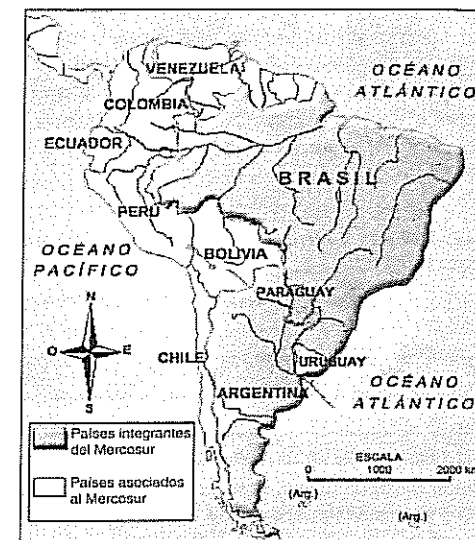 VENEZUELA
OCÉANO
ATLÁNTICO
COLOMBIA
ECUADOR
BRASIL
PERÚ
OCÉANO
PACÍFICO
BOLIVIA
PARAGUAY
N
O
E
S
CHILE
URUGUAY
ARGENTINA
OCÉANO
ATLÁNTICO
Países integrantes
del Mercosur
Países asociados
al Mercosur
ESCALA
0 1000 2000 km
(Arg.)
(Arg.)